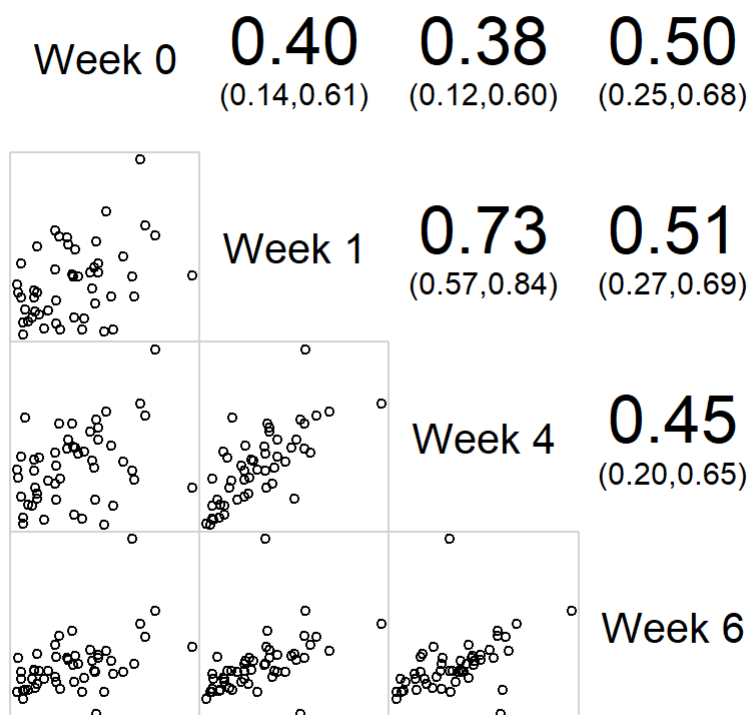 Week 0 0.40 0.38 0.50
(0.14,0.61) (0.12,0.60) (0.25,0.68)
Week 1 0.73 0.51
(0.57,0.84) (0.27,0.69)
Week 4 0.45
(0.20,0.65)
Week 6